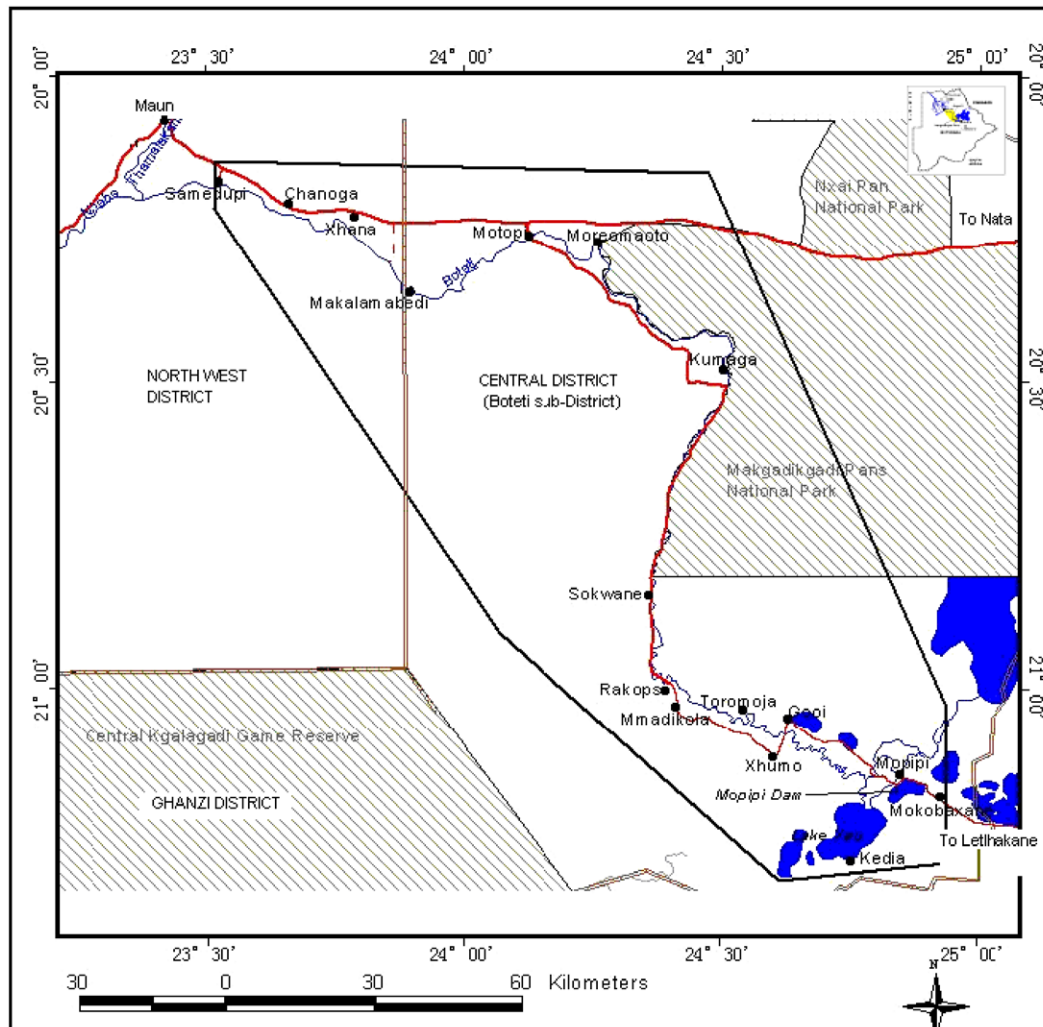 23° 30'
24° 00'
24° 30'
25° 00'
20° 00'
20° 00'
Maun
Thamalakan
Samedupi
Chanoga
Xhana
Motopi
Moreomaoto
Nxai Pan
National Park
To Nata
Boteti
Makalamabedi
Kumaga
20° 30'
20° 30'
NORTH WEST
DISTRICT
CENTRAL DISTRICT
(Boteti sub-District)
Makgadikgadi Pans
National Park
Sokwane
21° 00'
21° 00'
Rakops
Toromoja
Mmadikola
Central Kgalagadi Game Reserve
Xhumo
Mopipi
GHANZI DISTRICT
Mopipi Dam
Mokobaxane
To Letlhakane
Lake
Kedia
23° 30'
24° 00'
24° 30'
25° 00'
30 0 30 60 Kilometers
N